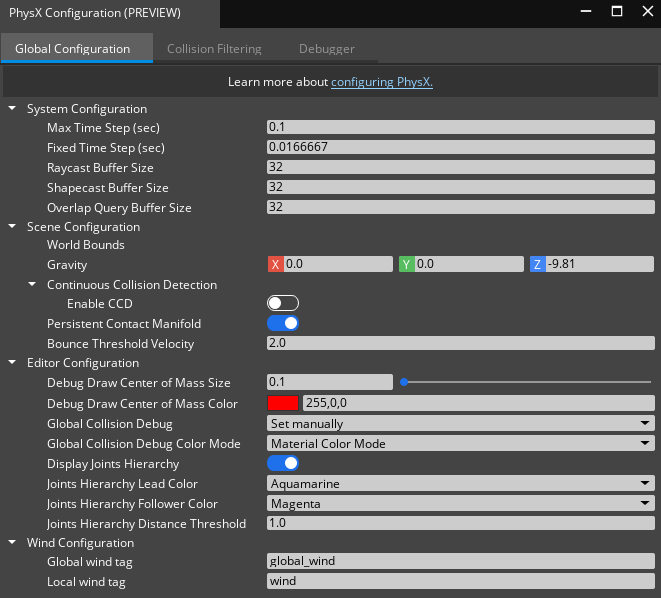 PhysX Configuration (PREVIEW)
Global Configuration Collision Filtering Debugger
Learn more about configuring PhysX.
System Configuration
Max Time Step (sec) 0.1
Fixed Time Step (sec) 0.0166667
Raycast Buffer Size 32
Shapecast Buffer Size 32
Overlap Query Buffer Size 32
Scene Configuration
World Bounds
Gravity X 0.0 Y 0.0 Z -9.81
Continuous Collision Detection
Enable CCD
Persistent Contact Manifold
Bounce Threshold Velocity 2.0
Editor Configuration
Debug Draw Center of Mass Size 0.1
Debug Draw Center of Mass Color 255,0,0
Global Collision Debug Set manually
Global Collision Debug Color Mode Material Color Mode
Display Joints Hierarchy
Joints Hierarchy Lead Color Aquamarine
Joints Hierarchy Follower Color Magenta
Joints Hierarchy Distance Threshold 1.0
Wind Configuration
Global wind tag global_wind
Local wind tag wind